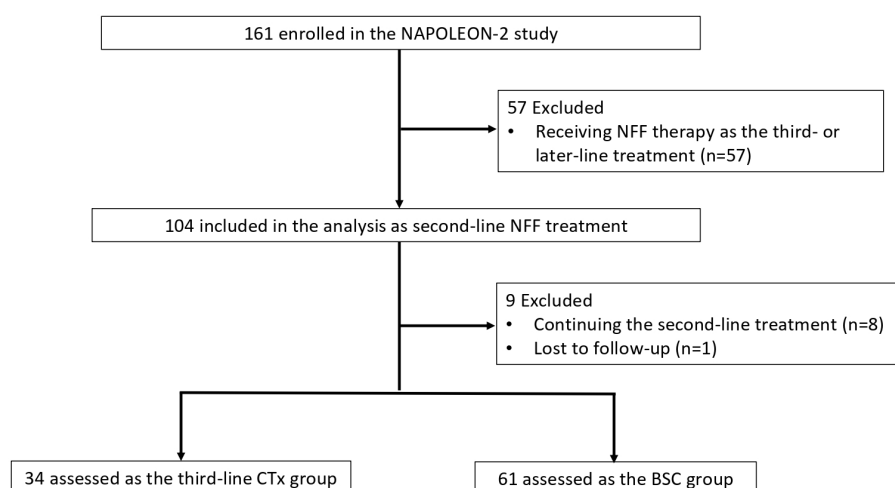 161 enrolled in the NAPOLEON-2 study
57 Excluded
• Receiving NFF therapy as the third- or
later-line treatment (n=57)
104 included in the analysis as second-line NFF treatment
9 Excluded
• Continuing the second-line treatment (n=8)
• Lost to follow-up (n=1)
34 assessed as the third-line CTx group
61 assessed as the BSC group